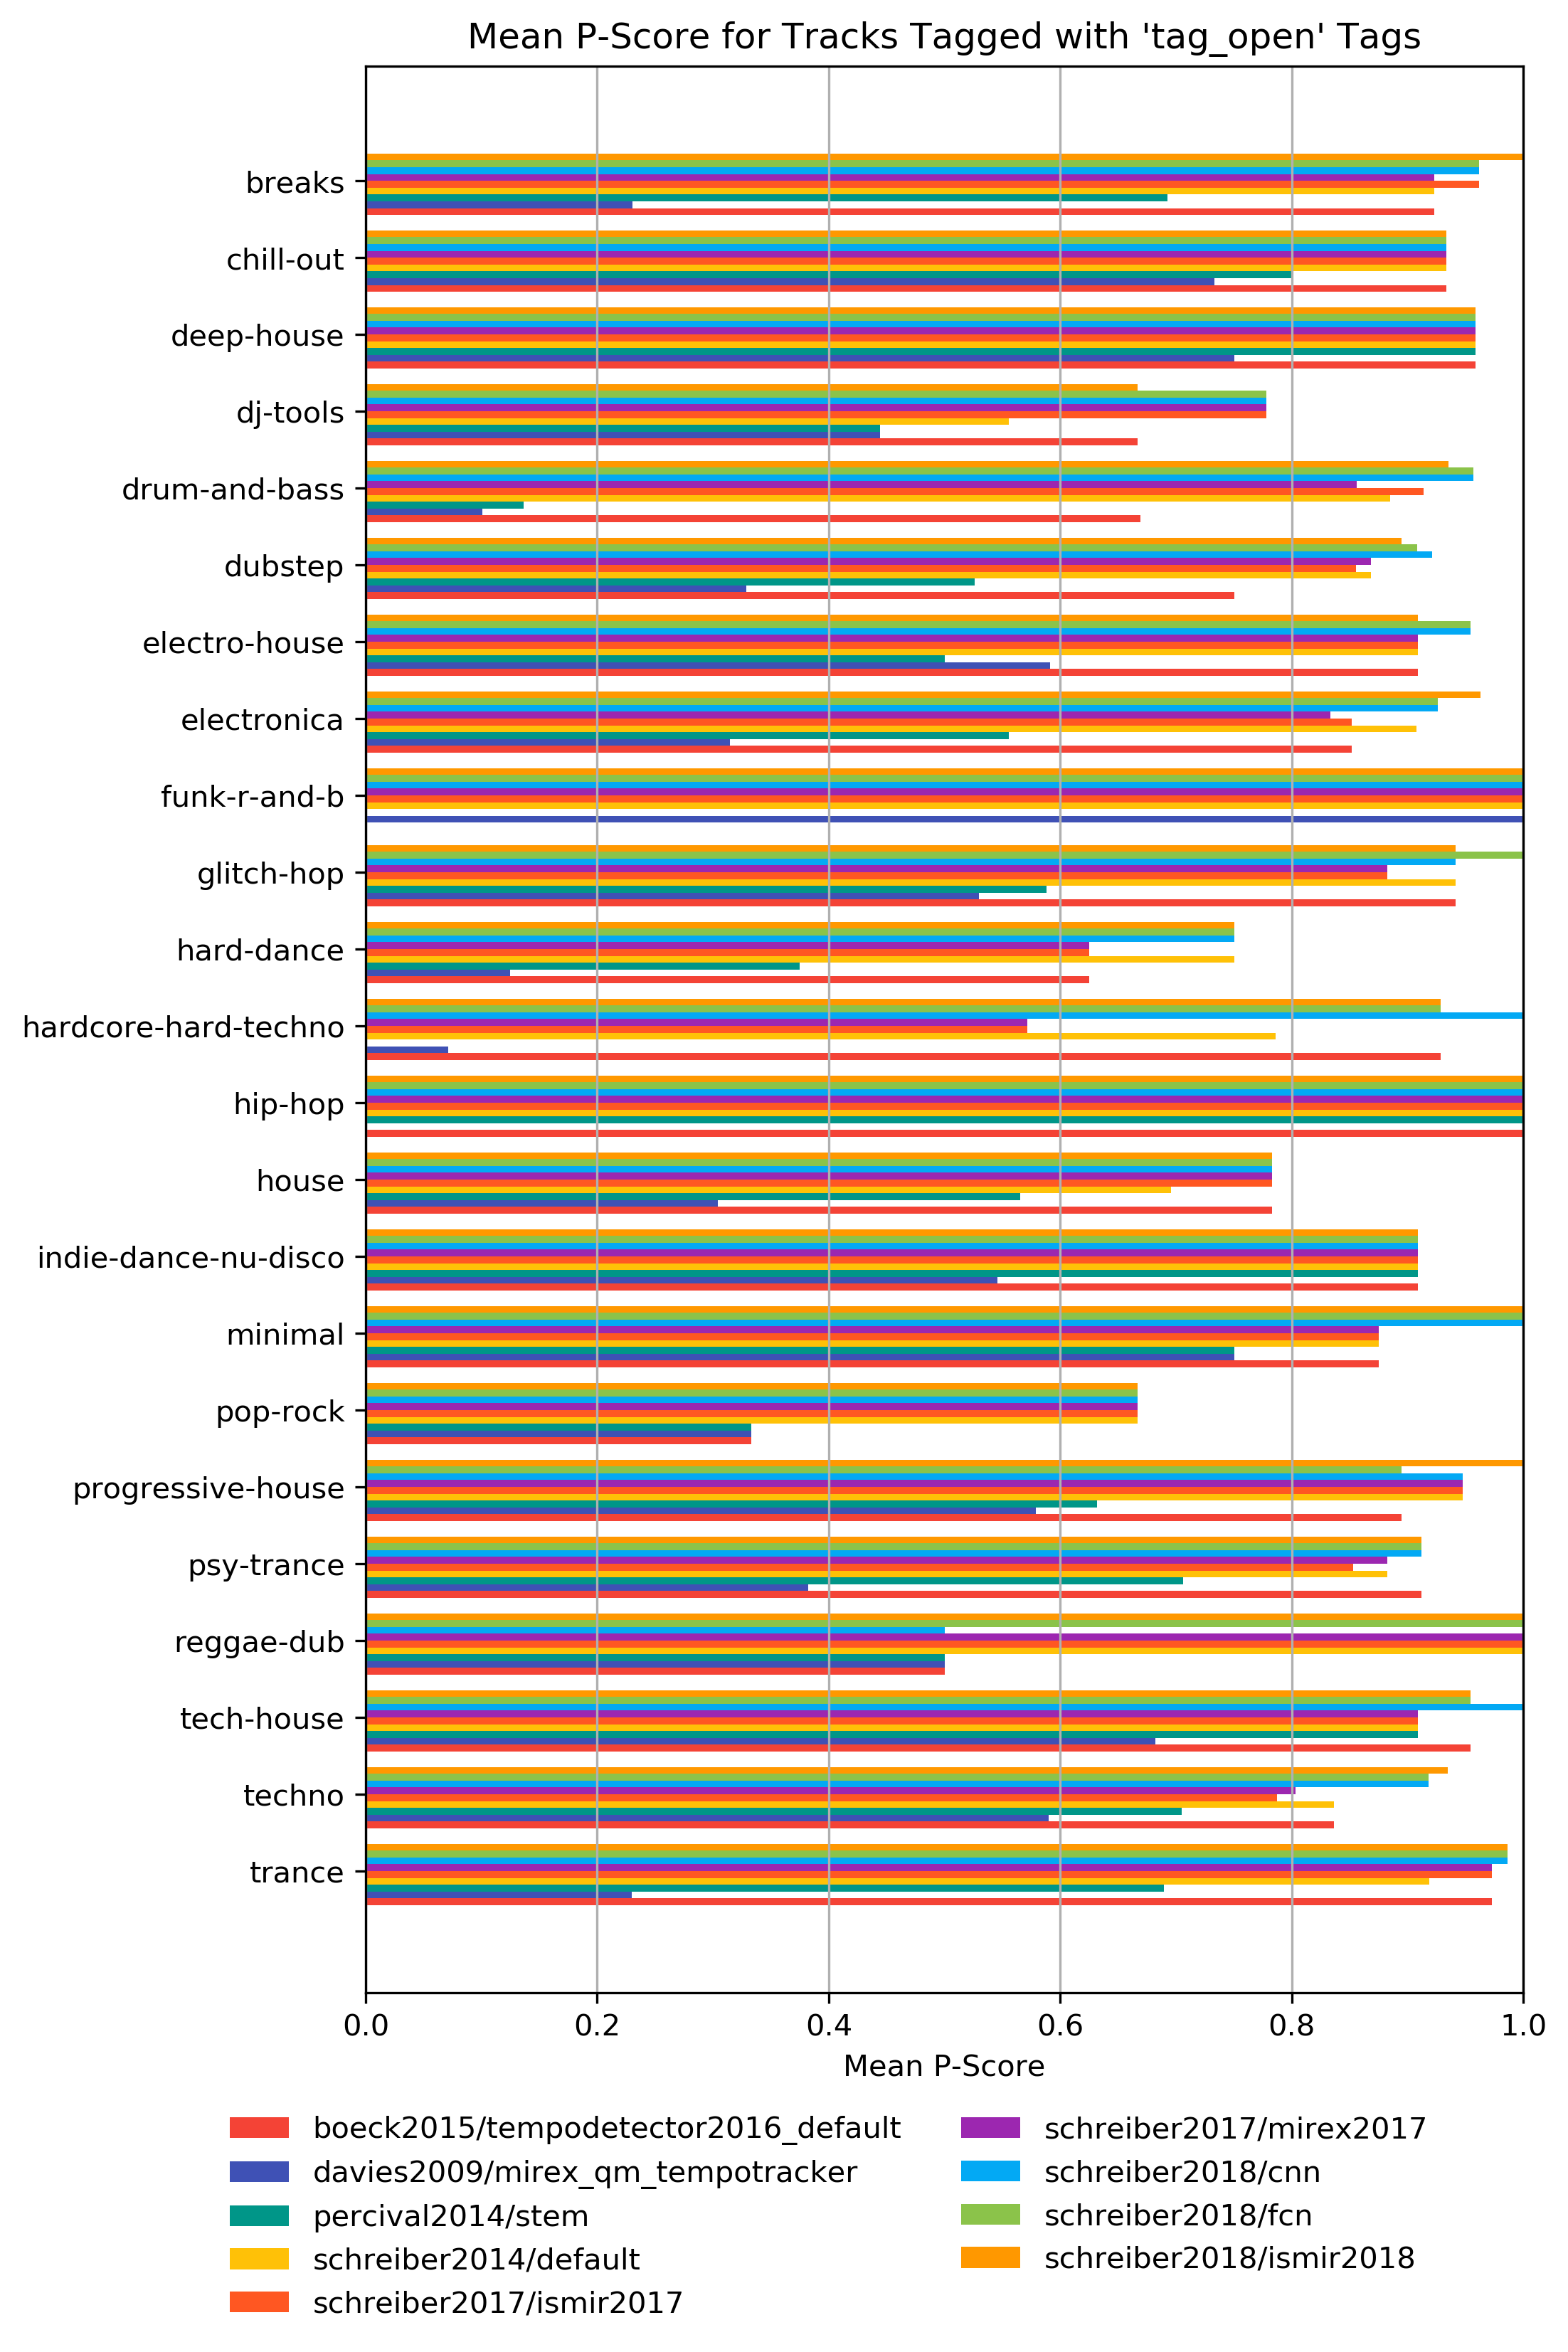 Mean P-Score for Tracks Tagged with 'tag_open' Tags
breaks
chill-out
deep-house
dj-tools
drum-and-bass
dubstep
electro-house
electronica
funk-r-and-b
glitch-hop
hard-dance
hardcore-hard-techno
hip-hop
house
indie-dance-nu-disco
minimal
pop-rock
progressive-house
psy-trance
reggae-dub
tech-house
techno
trance
0.0 0.2 0.4 0.6 0.8 1.0
Mean P-Score
boeck2015/tempodetector2016_default
davies2009/mirex_qm_tempotracker
percival2014/stem
schreiber2014/default
schreiber2017/ismir2017
schreiber2017/mirex2017
schreiber2018/cnn
schreiber2018/fcn
schreiber2018/ismir2018